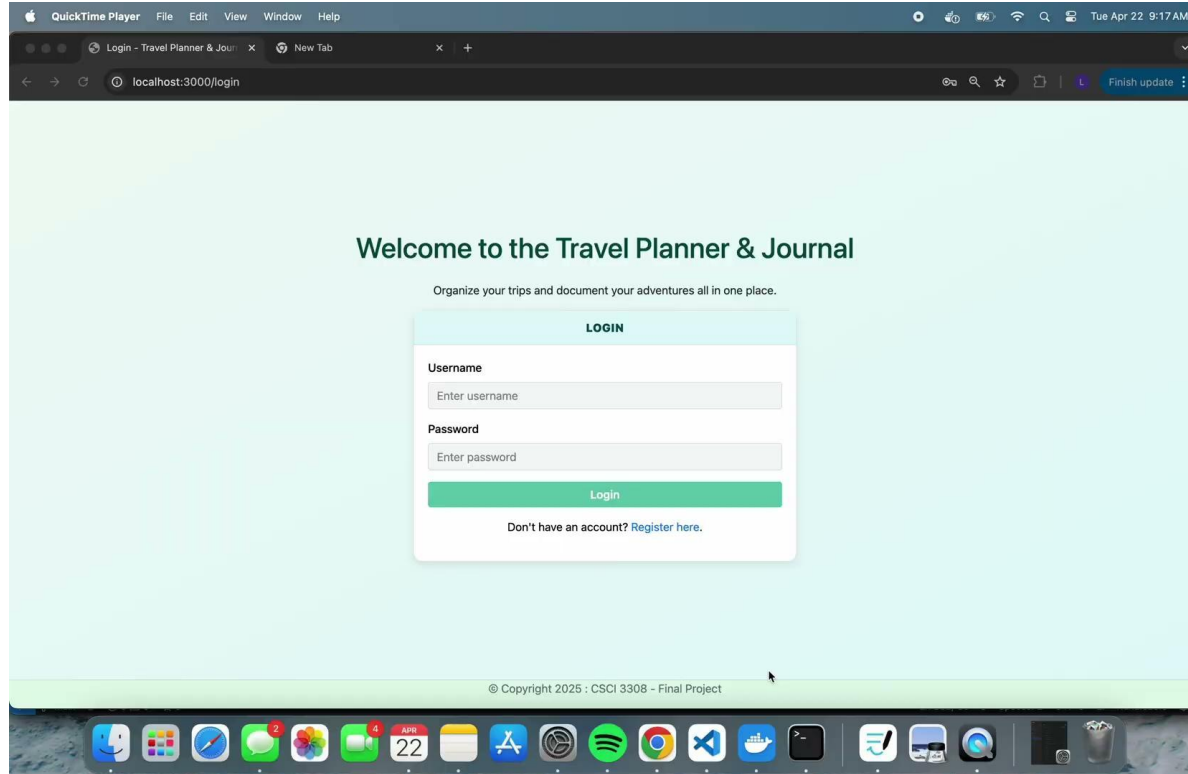 QuickTime Player File Edit View Window Help Tue Apr 22 9:17 AM
Login - Travel Planner & Jour New Tab
localhost:3000/login L Finish update
Welcome to the Travel Planner & Journal
Organize your trips and document your adventures all in one place.
LOGIN
Username
Enter username
Password
Enter password
Login
Don't have an account? Register here.
© Copyright 2025 : CSCI 3308 - Final Project
2
4
APR
22